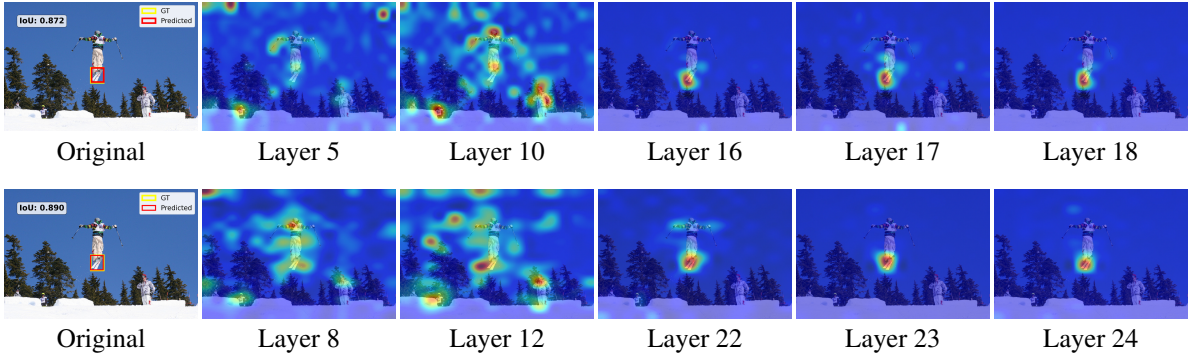 IoU: 0.872
GT
Predicted
Original
Layer 5
Layer 10
Layer 16
Layer 17
Layer 18
IoU: 0.890
GT
Predicted
Original
Layer 8
Layer 12
Layer 22
Layer 23
Layer 24